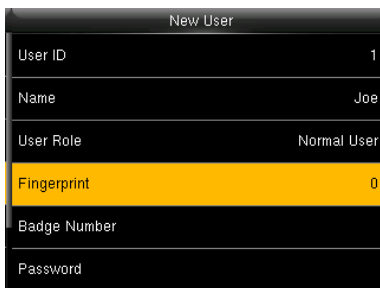 New User
User ID 1
Name Joe
User Role Normal User
Fingerprint 0
Badge Number
Password